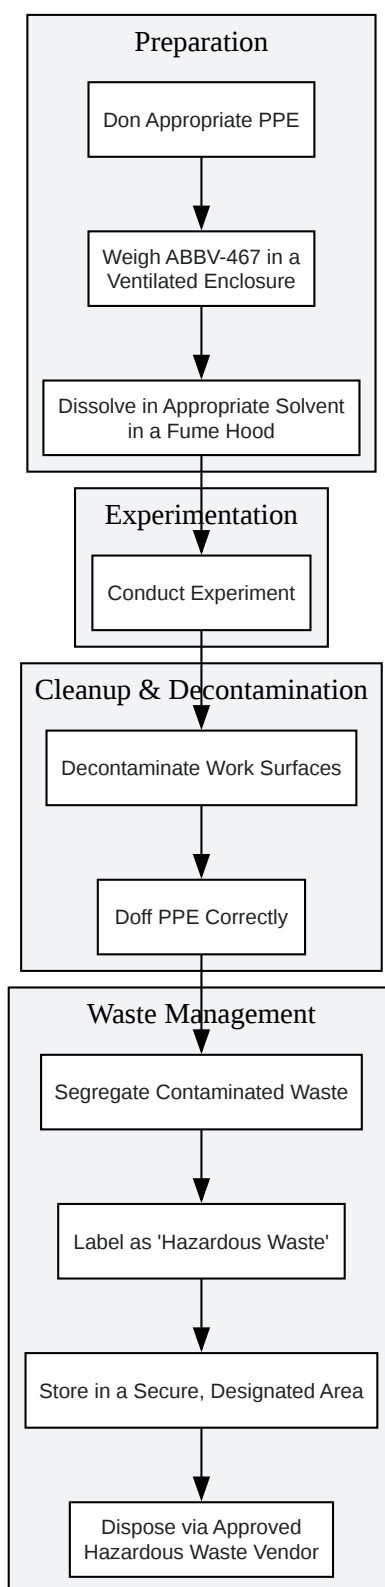 Preparation
Don Appropriate PPE
Weigh ABBV-467 in a
Ventilated Enclosure
Dissolve in Appropriate Solvent
in a Fume Hood
Experimentation
Conduct Experiment
Cleanup & Decontamination
Decontaminate Work Surfaces
Doff PPE Correctly
Waste Management
Segregate Contaminated Waste
Label as 'Hazardous Waste'
Store in a Secure, Designated Area
Dispose via Approved
Hazardous Waste Vendor